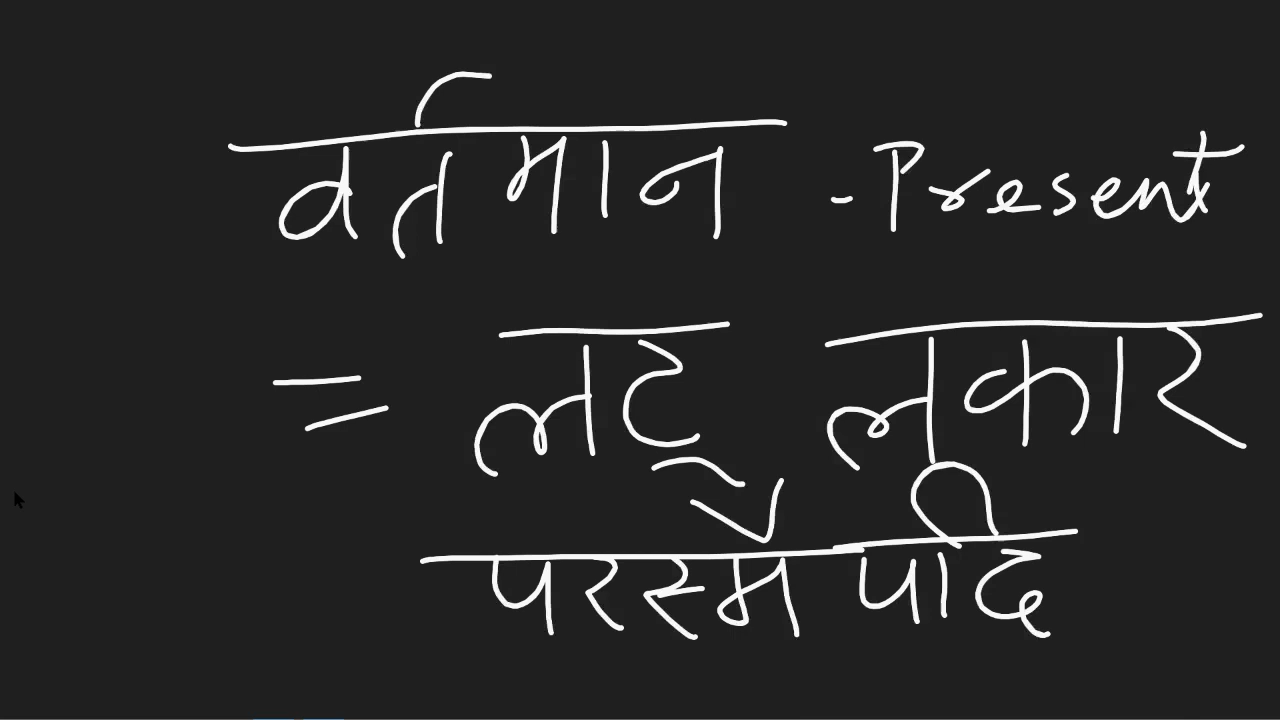 वर्तमान - Present
= लट् लकार
परस्मै पदि